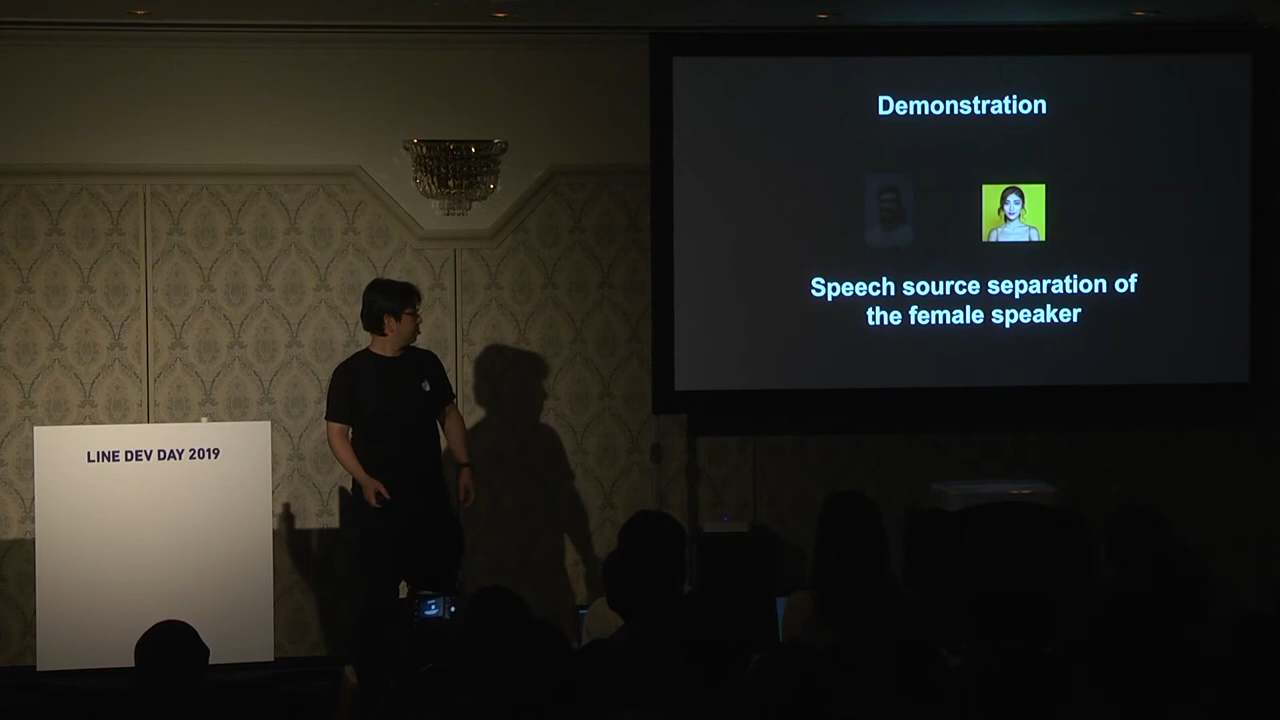 Demonstration
Speech source separation of
the female speaker
LINE DEV DAY 2019